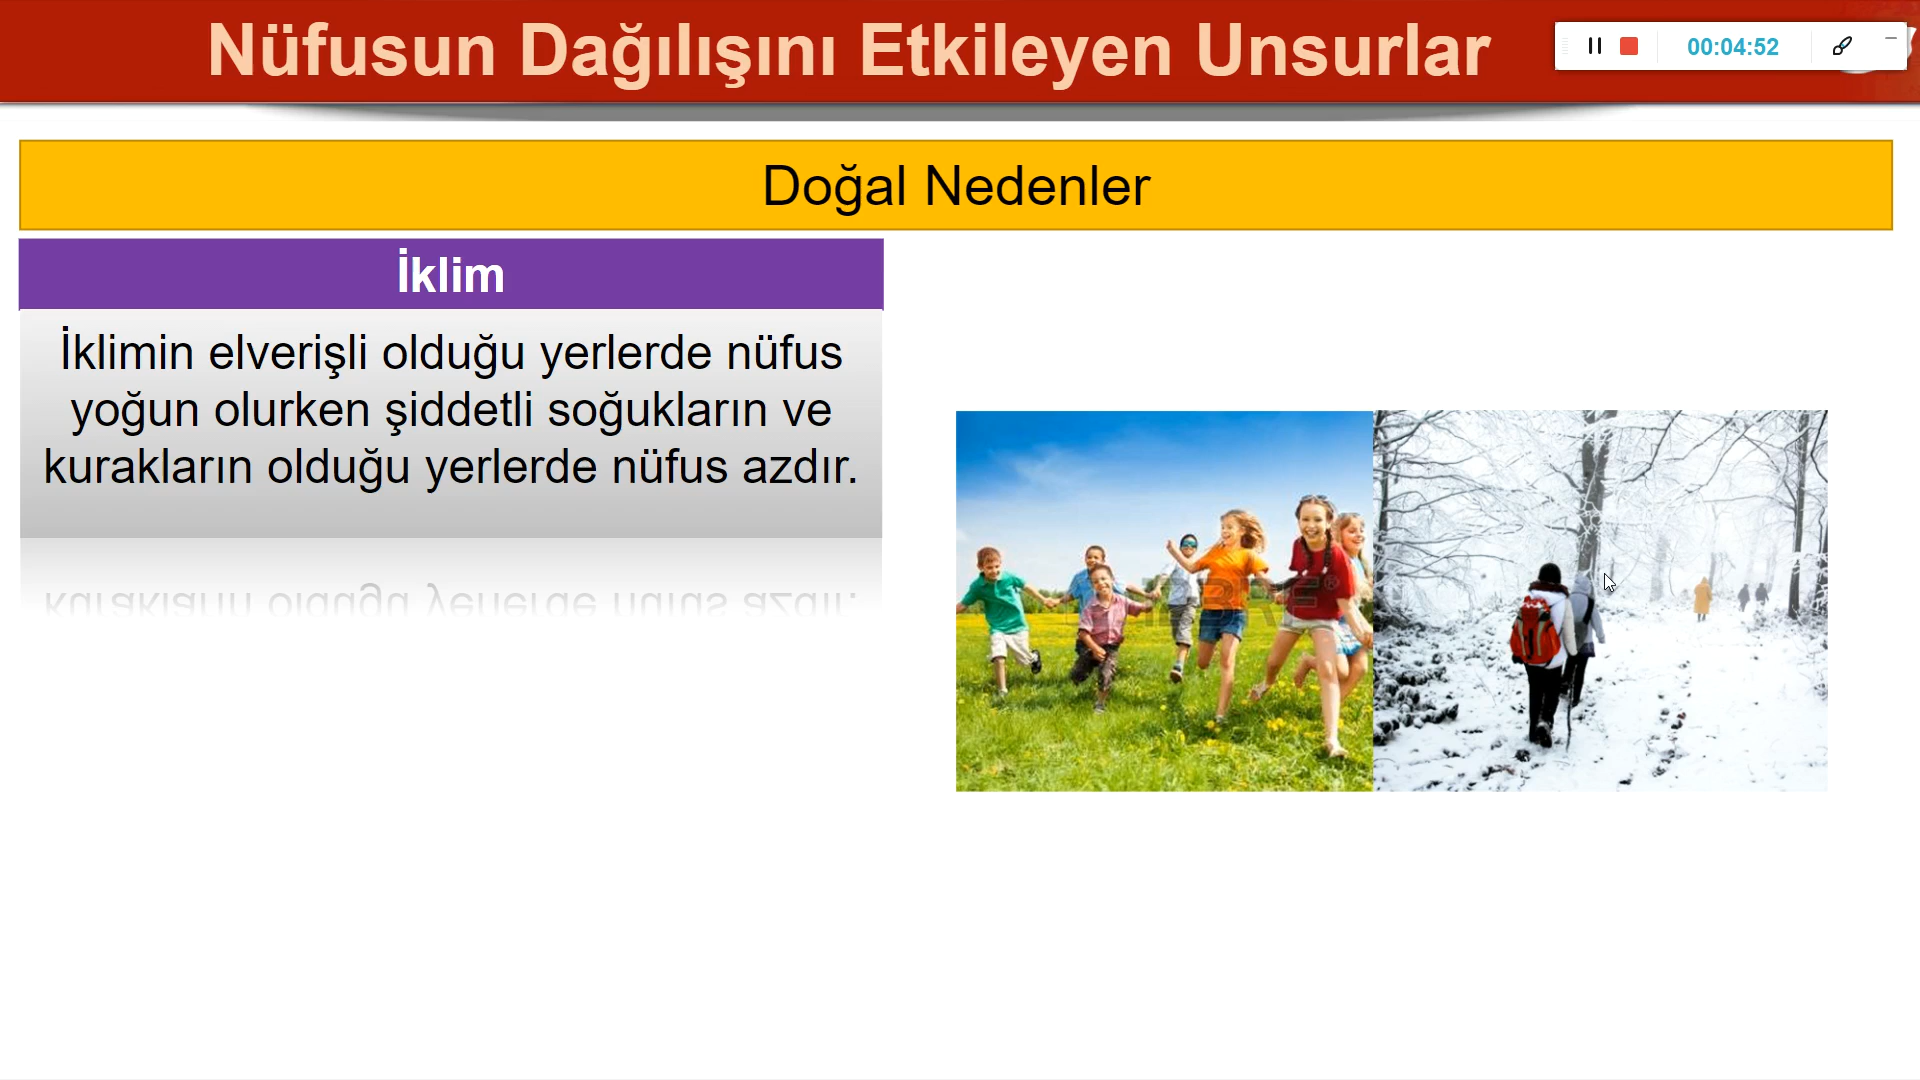 Nüfusun Dağılışını Etkileyen Unsurlar
00:04:52
Doğal Nedenler
İklim
İklimin elverişli olduğu yerlerde nüfus
yoğun olurken şiddetli soğukların ve
kurakların olduğu yerlerde nüfus azdır.